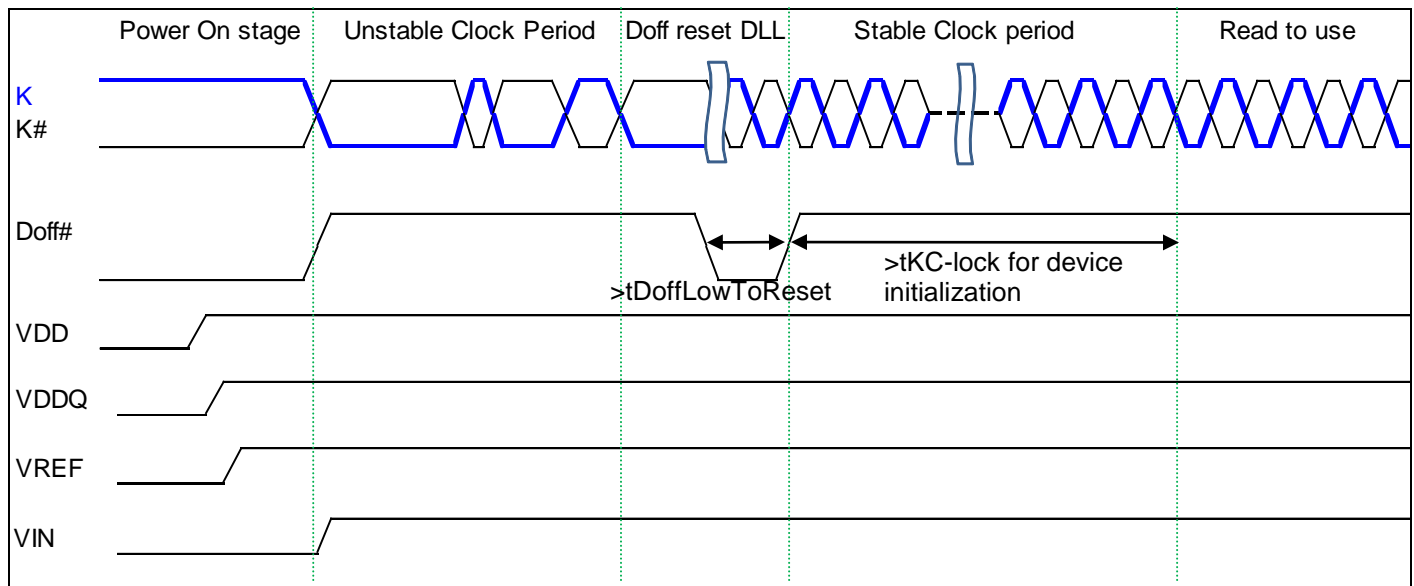 Power On stage
Unstable Clock Period
Doff reset DLL
Stable Clock period
Read to use
K
K#
Doff#
>tDoffLowToReset
>tKC-lock for device
initialization
VDD
VDDQ
VREF
VIN